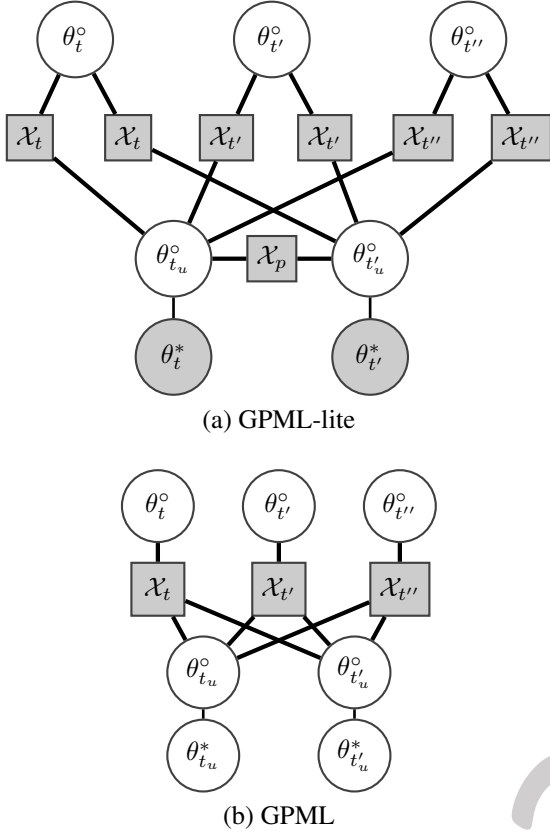 θ°_t θ°_{t′} θ°_{t″}
𝒳_t 𝒳_t 𝒳_{t′} 𝒳_{t′} 𝒳_{t″} 𝒳_{t″}
θ°_{t_u} 𝒳_p θ°_{t′_u}
θ*_t θ*_{t′}
(a) GPML-lite
θ°_t θ°_{t′} θ°_{t″}
𝒳_t 𝒳_{t′} 𝒳_{t″}
θ°_{t_u} θ°_{t′_u}
θ*_{t_u} θ*_{t′_u}
(b) GPML